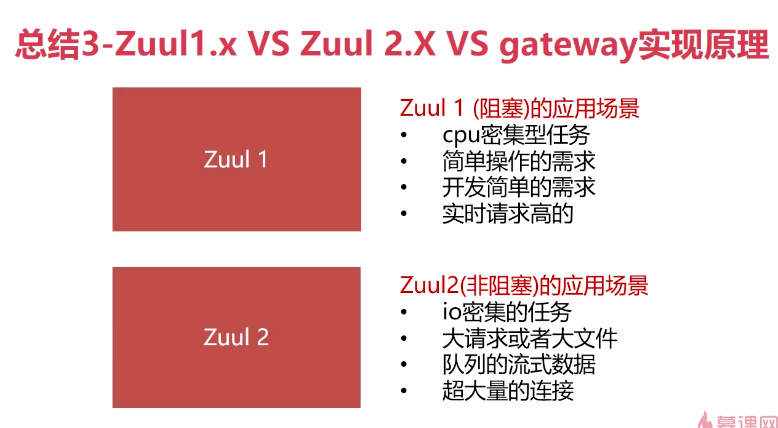 总结3-Zuul1.x VS Zuul 2.X VS gateway实现原理
Zuul 1
Zuul 1 (阻塞)的应用场景
• cpu密集型任务
• 简单操作的需求
• 开发简单的需求
• 实时请求高的
Zuul 2
Zuul2(非阻塞)的应用场景
• io密集的任务
• 大请求或者大文件
• 队列的流式数据
• 超大量的连接
慕课网